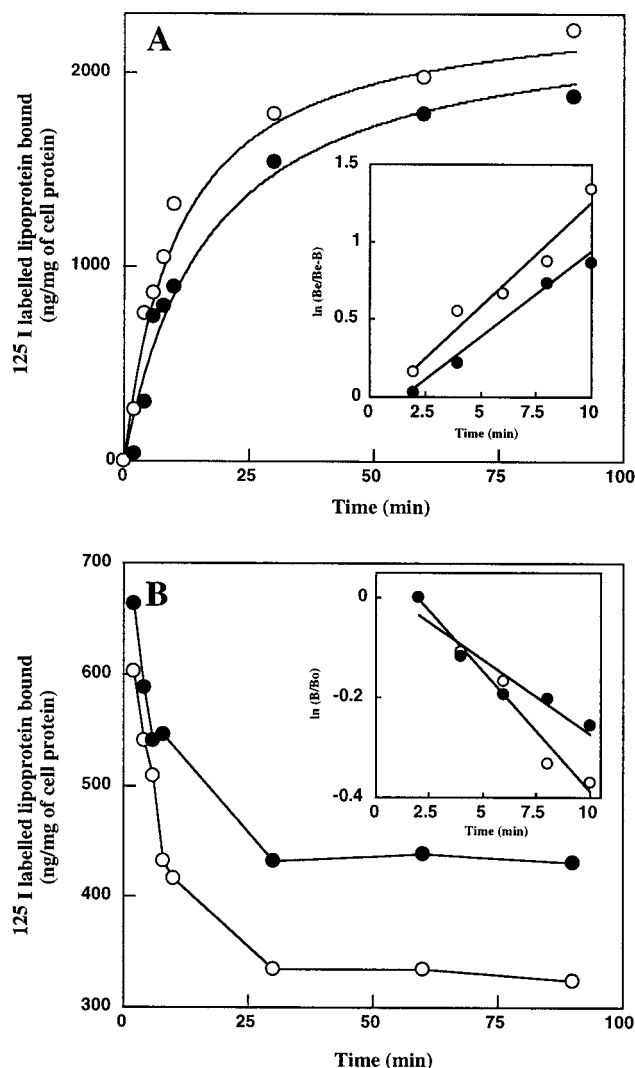 A
2000
1000
0
0
25
50
75
100
Time (min)
125 I labelled lipoprotein bound
(ng/mg of cell protein)
1.5
1
0.5
0
0
2.5
5
7.5
10
ln (Be/Be-B)
Time (min)
B
700
600
500
400
300
0
25
50
75
100
Time (min)
125 I labelled lipoprotein bound
(ng/mg of cell protein)
0
-0.2
-0.4
0
2.5
5
7.5
10
ln (B/Bo)
Time (min)